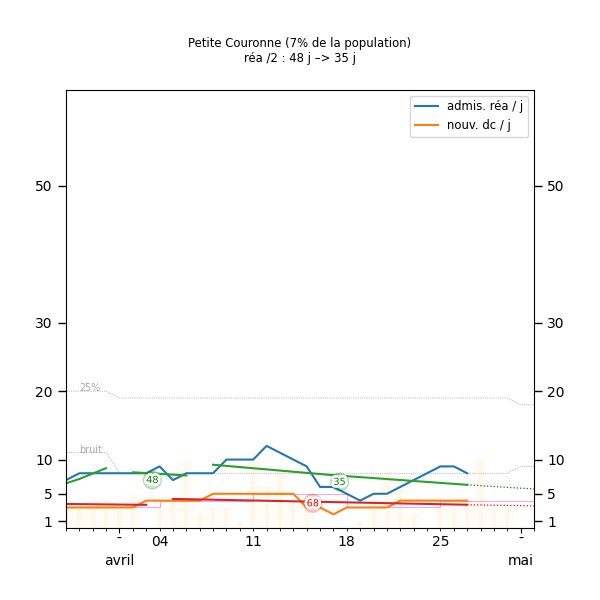 Petite Couronne (7% de la population)
réa /2 : 48 j –> 35 j
admis. réa / j
nouv. dc / j
50 50
30 30
25%
20 20
bruit
10 10
48 35
5 5
68
1 1
- 04 11 18 25 -
avril mai